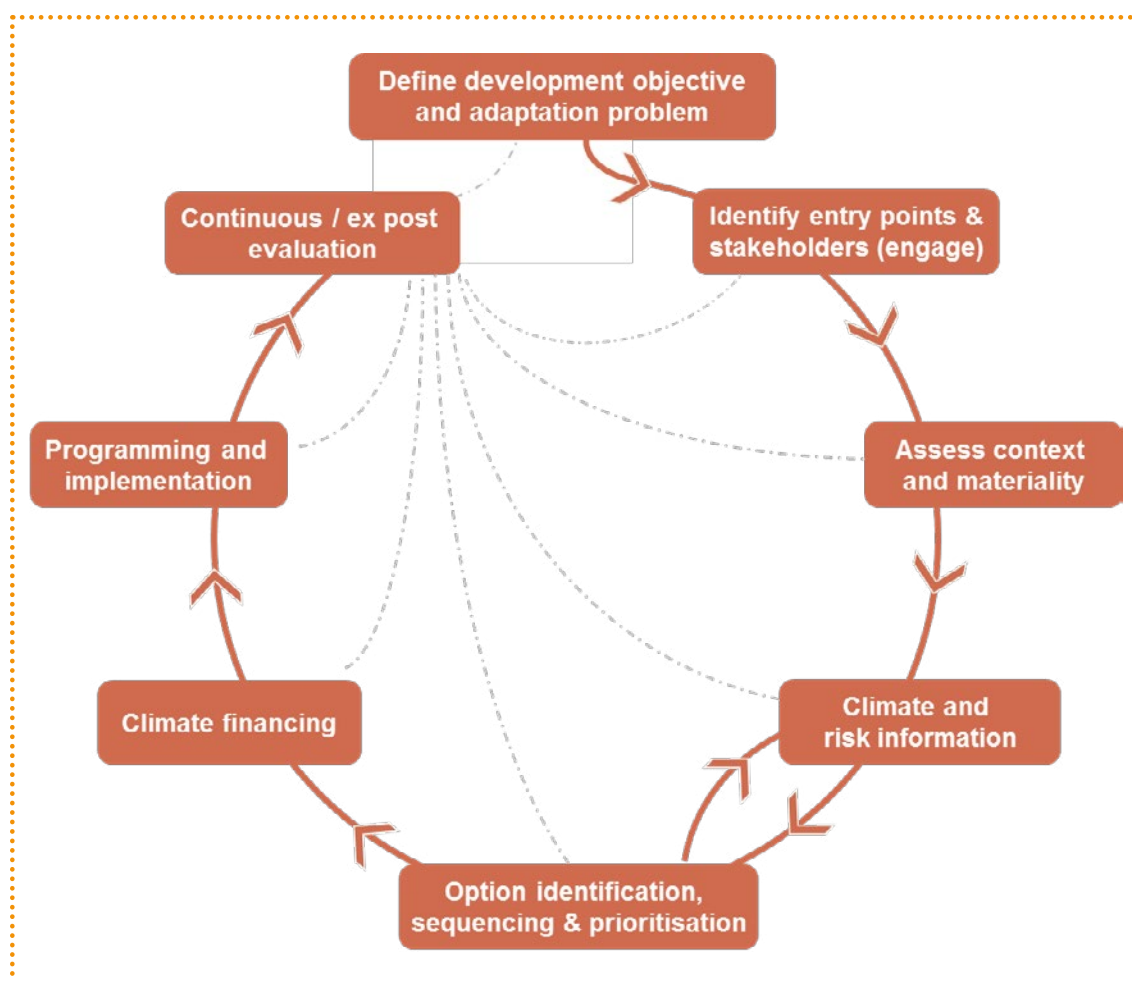 Define development objective
and adaptation problem
Identify entry points &
stakeholders (engage)
Assess context
and materiality
Climate and
risk information
Option identification,
sequencing & prioritisation
Climate financing
Programming and
implementation
Continuous / ex post
evaluation